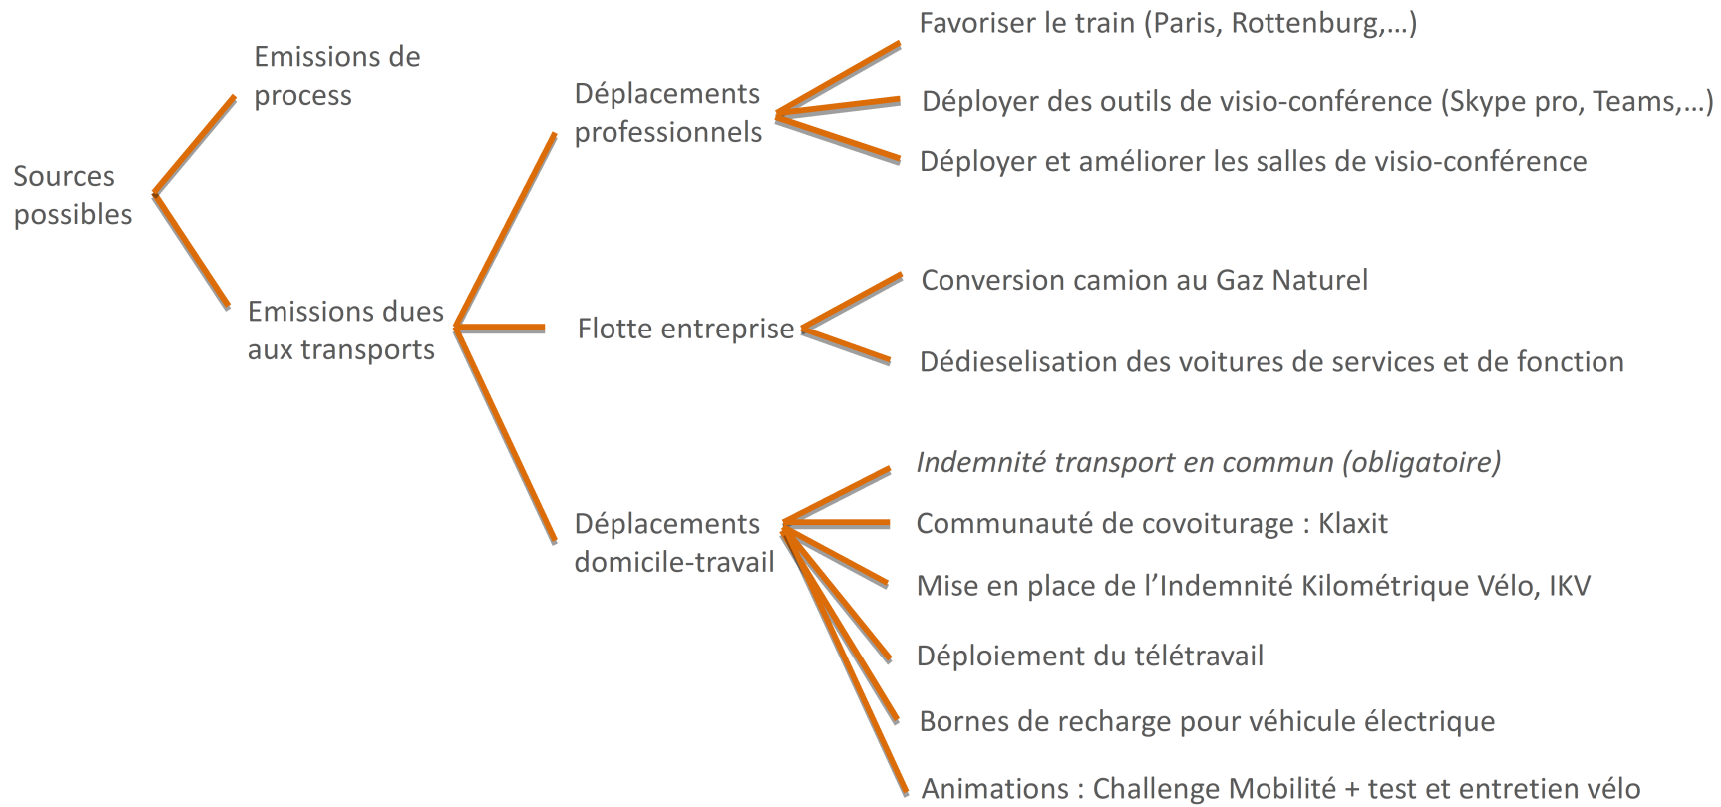 Sources
possibles
Emissions de
process
Emissions dues
aux transports
Déplacements
professionnels
Favoriser le train (Paris, Rottenburg,...)
Déployer des outils de visio-conférence (Skype pro, Teams,...)
Déployer et améliorer les salles de visio-conférence
Flotte entreprise
Conversion camion au Gaz Naturel
Dédieselisation des voitures de services et de fonction
Déplacements
domicile-travail
Indemnité transport en commun (obligatoire)
Communauté de covoiturage : Klaxit
Mise en place de l’Indemnité Kilométrique Vélo, IKV
Déploiement du télétravail
Bornes de recharge pour véhicule électrique
Animations : Challenge Mobilité + test et entretien vélo